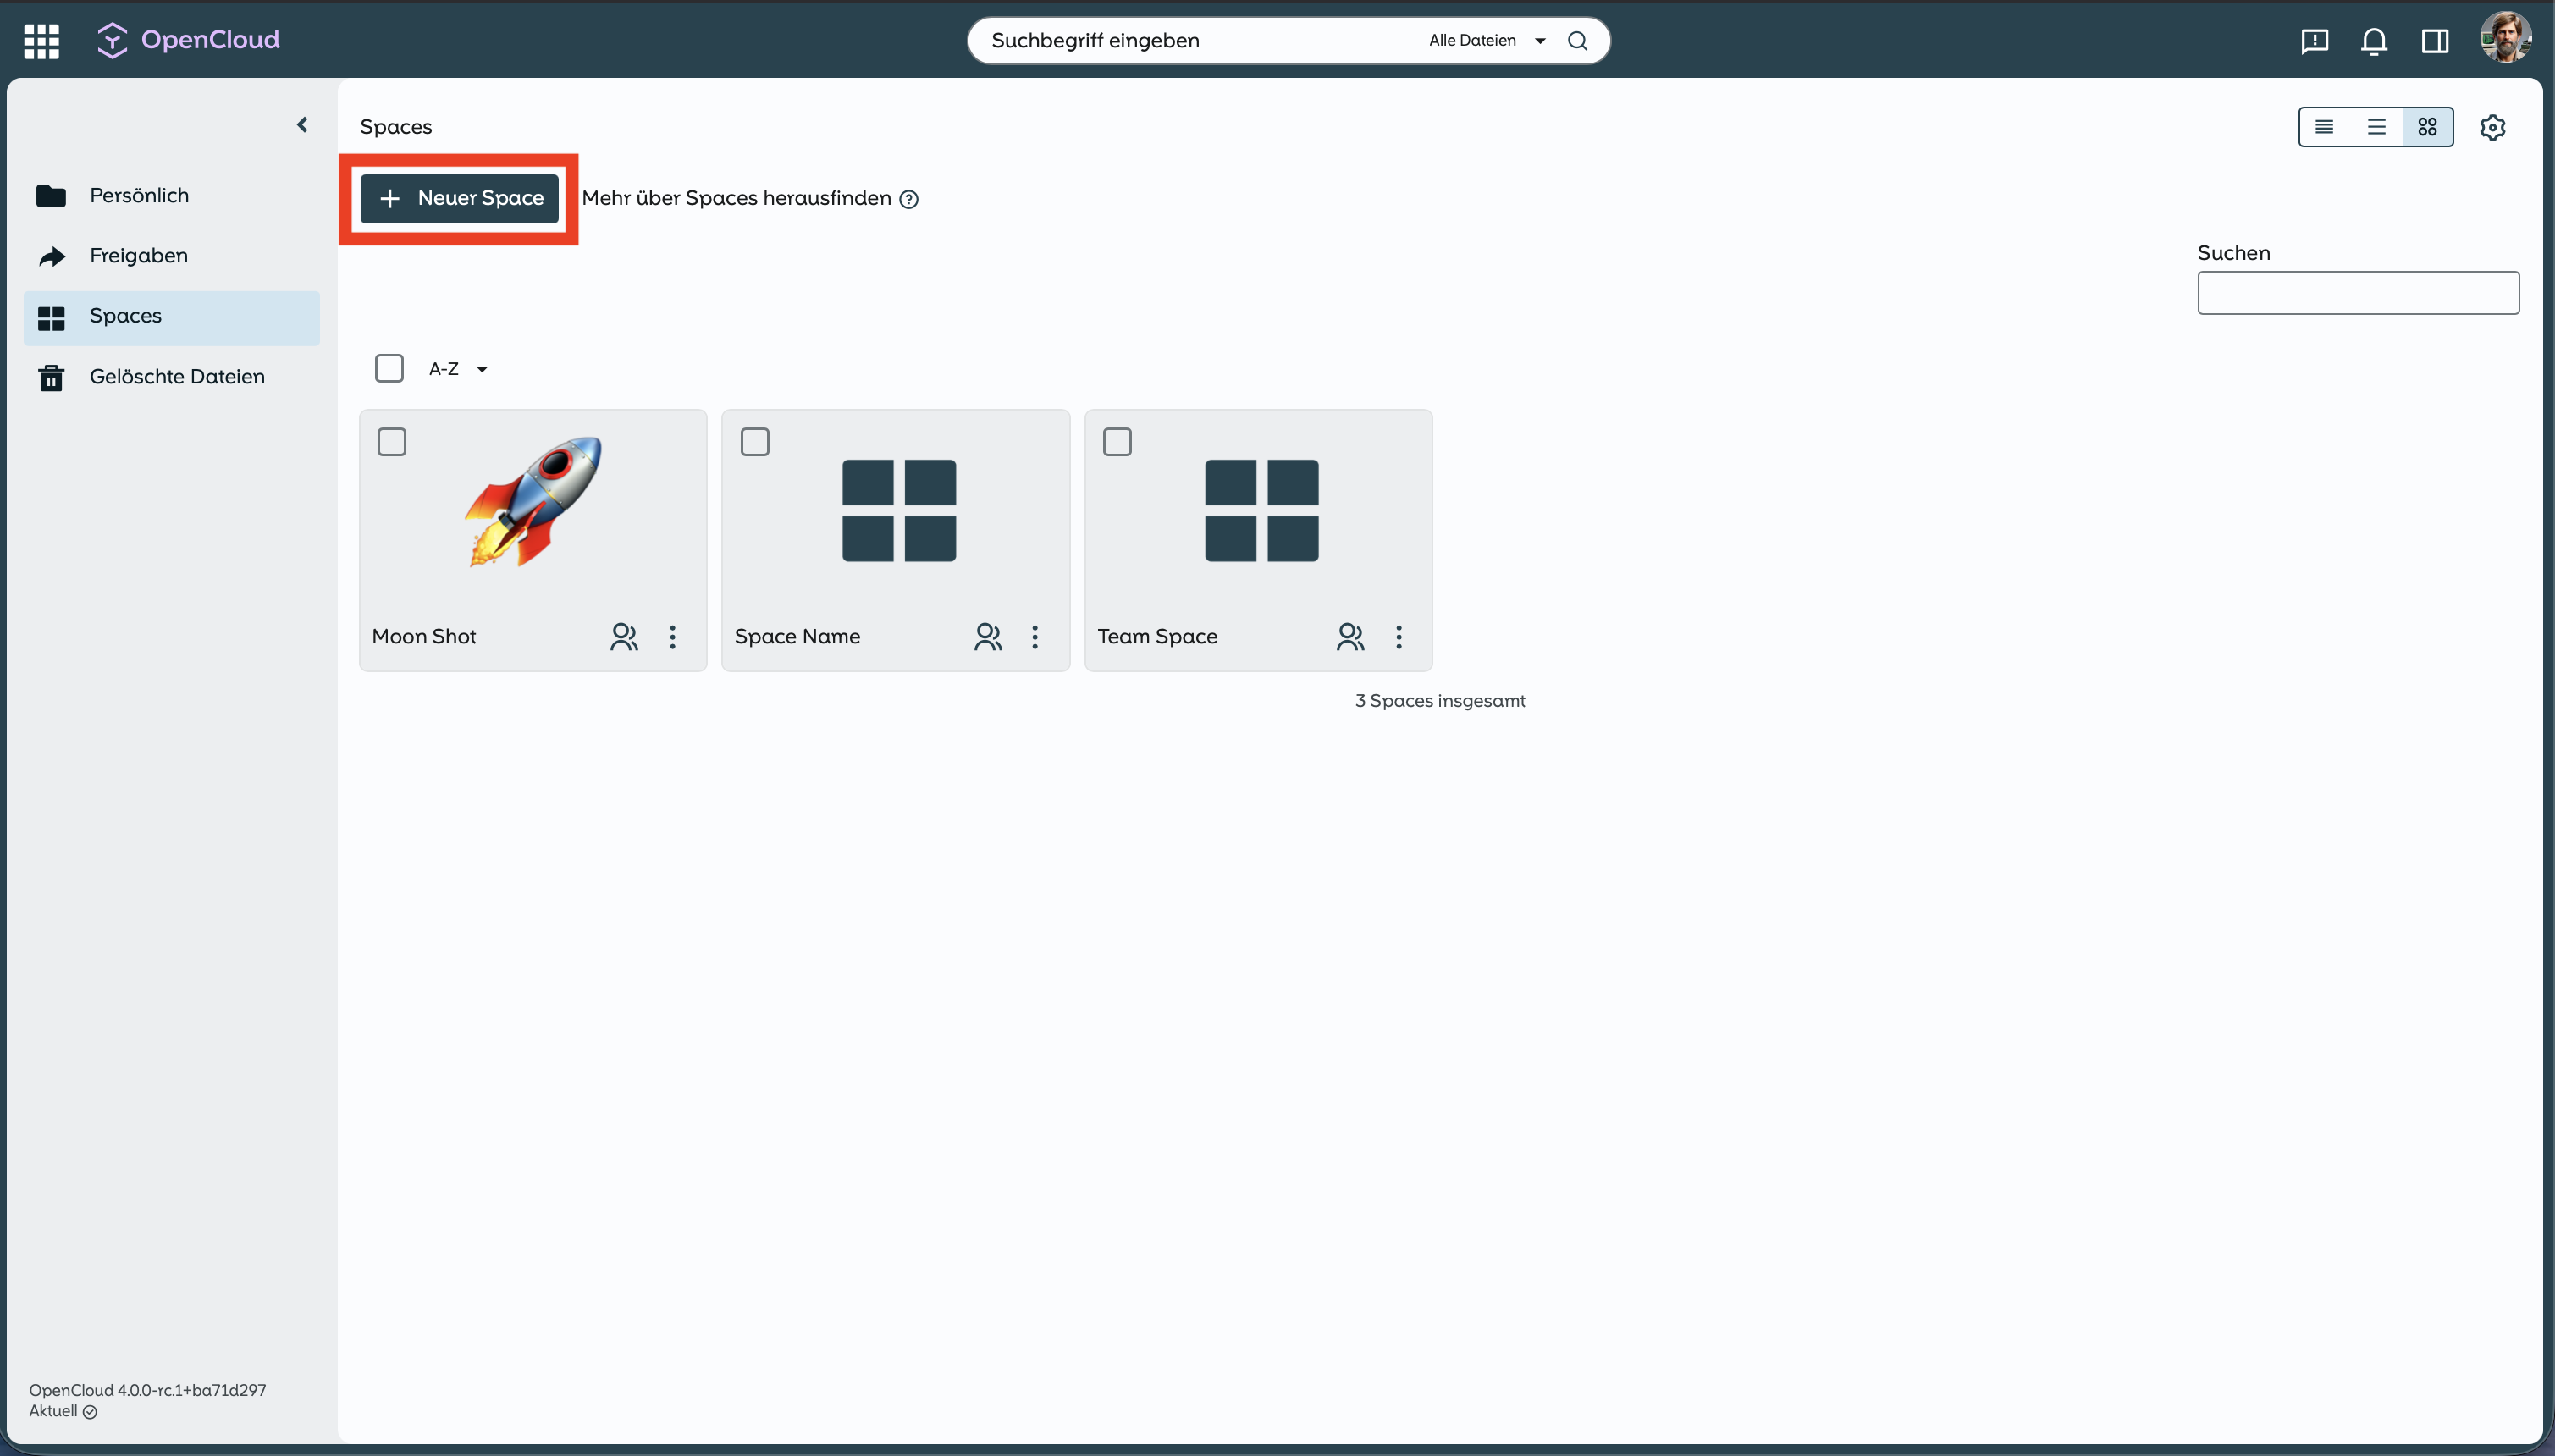 OpenCloud
Suchbegriff eingeben
Alle Dateien
Persönlich
Freigaben
Spaces
Gelöschte Dateien
Spaces
+ Neuer Space
Mehr über Spaces herausfinden ?
Suchen
A-Z
Moon Shot
Space Name
Team Space
3 Spaces insgesamt
OpenCloud 4.0.0-rc.1+ba71d297
Aktuell